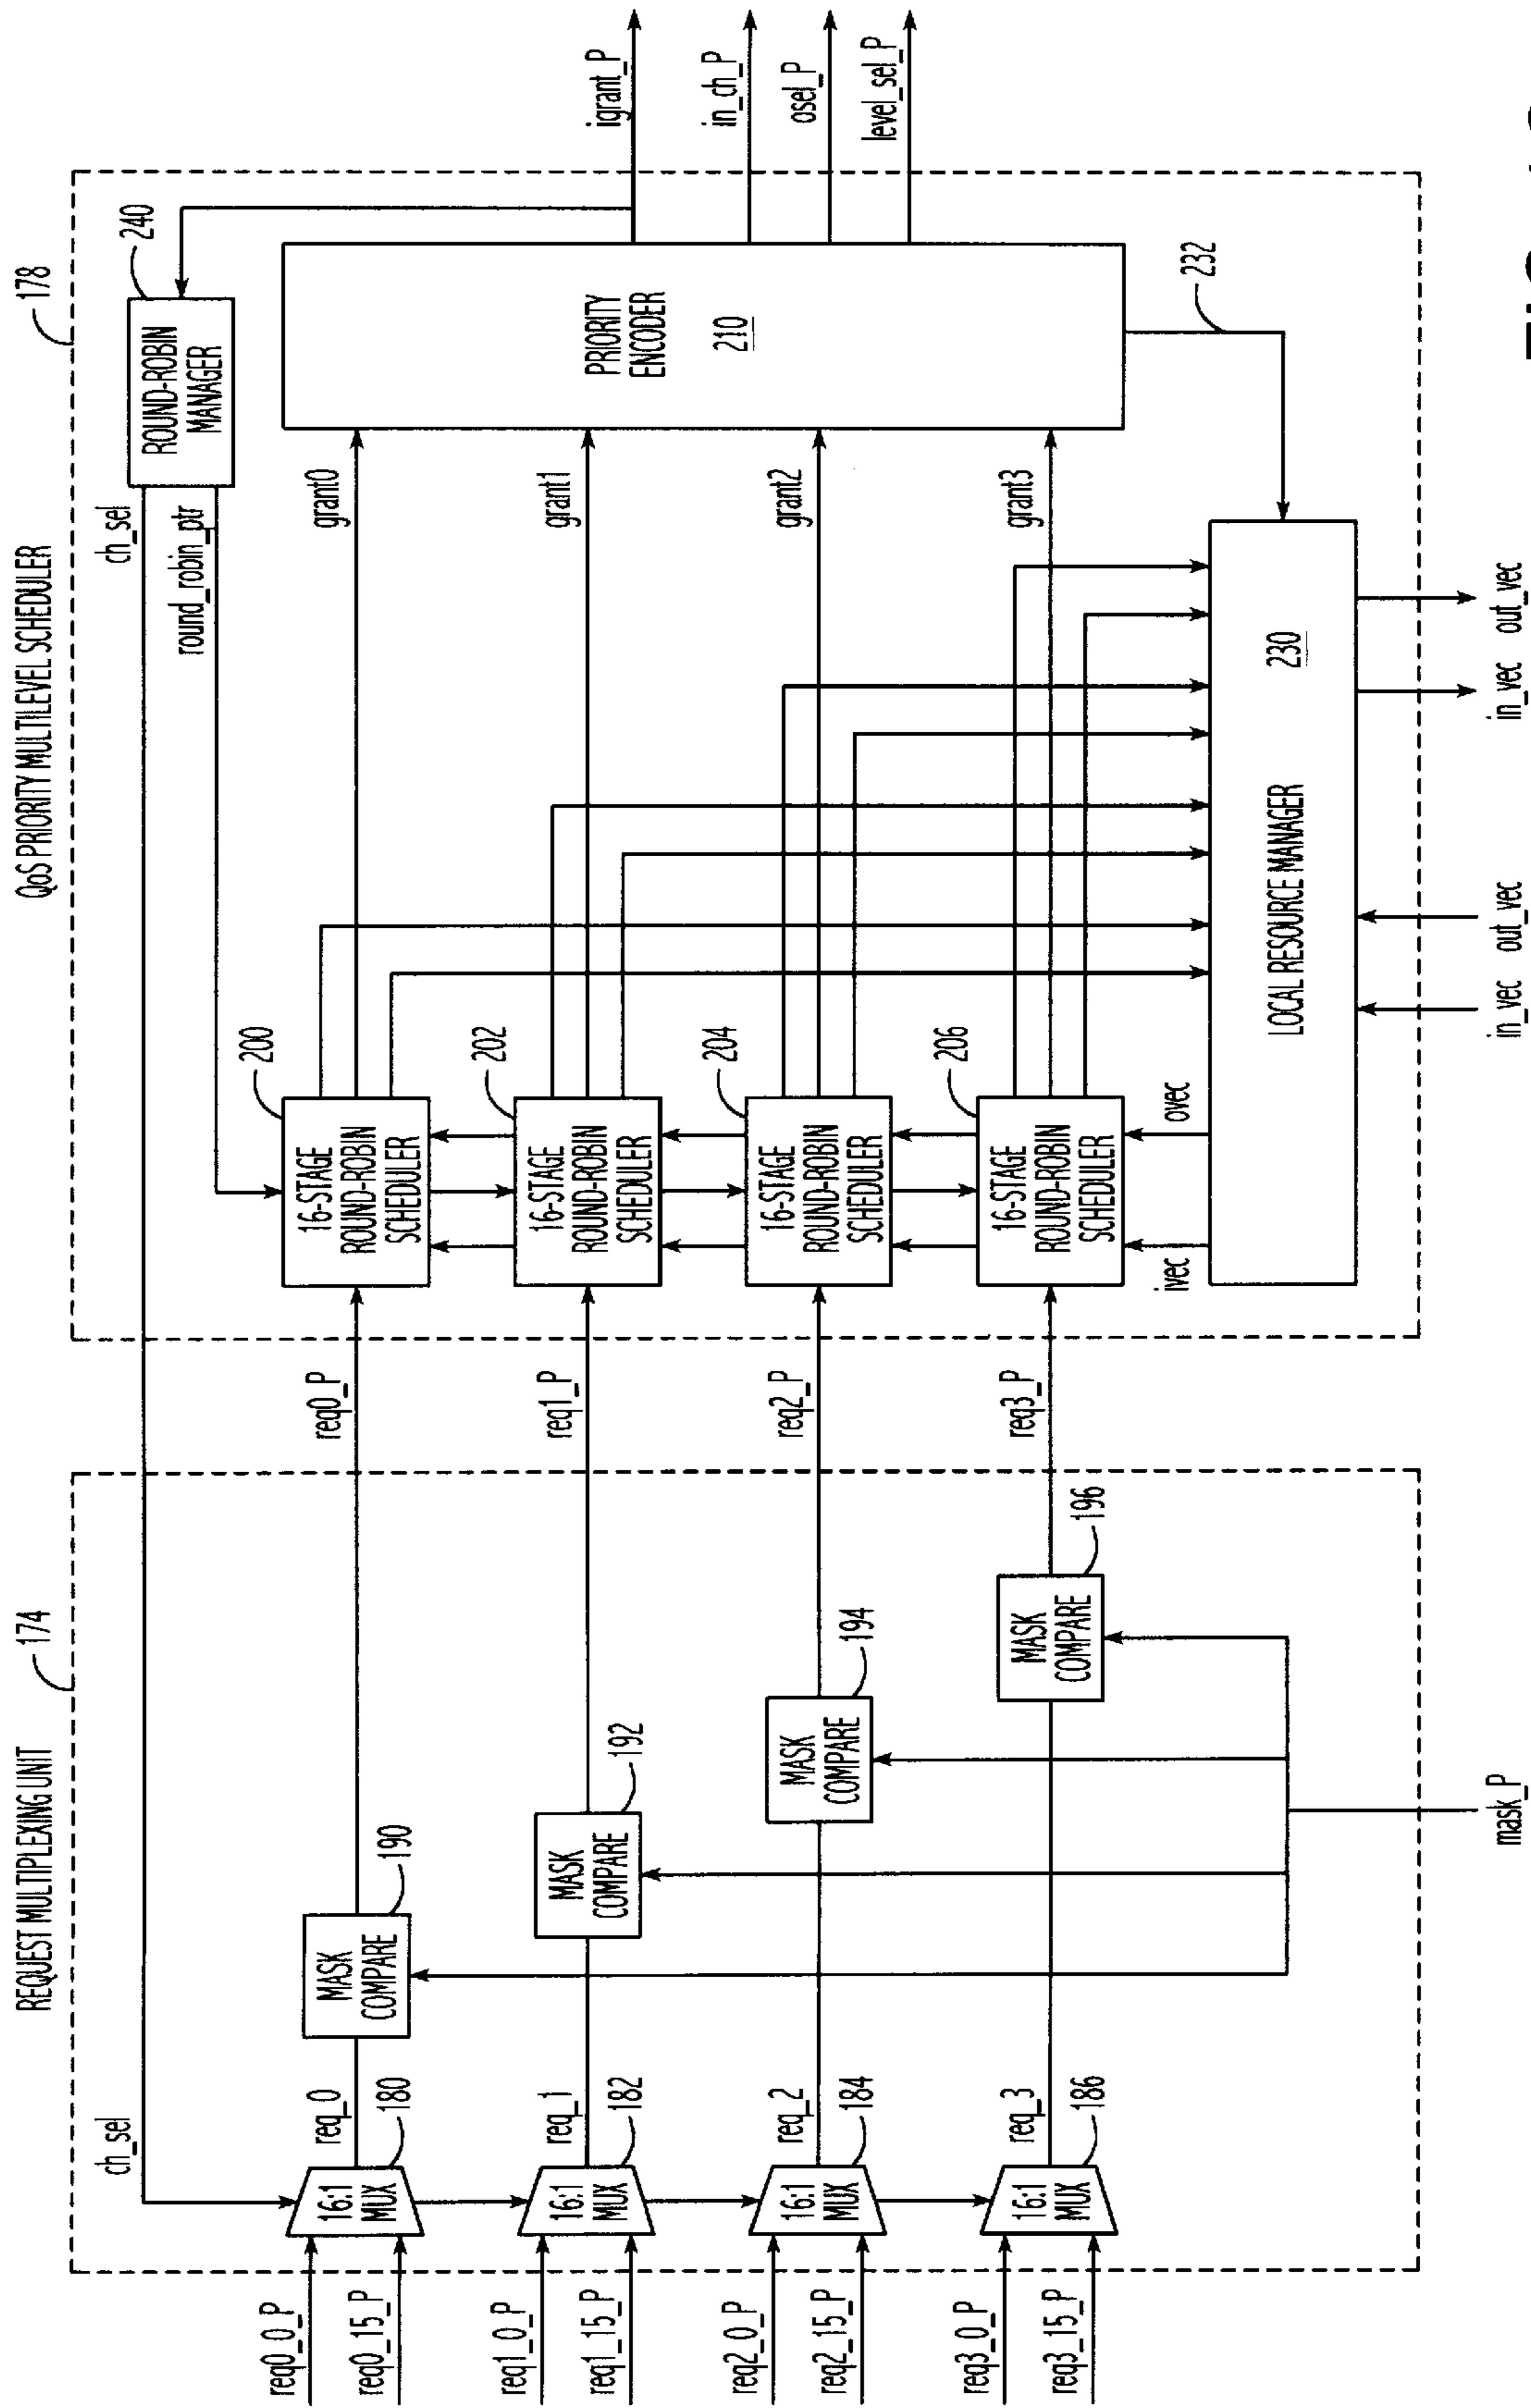 REQUEST MULTIPLEXING UNIT
174
QoS PRIORITY MULTILEVEL SCHEDULER
178
ch_sel
ch_sel
round_robin_ptr
ROUND-ROBIN
MANAGER
240
req0_0_P
req0_15_P
16:1
MUX
180
req_0
MASK
COMPARE
190
req0_P
16-STAGE
ROUND-ROBIN
SCHEDULER
200
grant0
req1_0_P
req1_15_P
16:1
MUX
182
req_1
MASK
COMPARE
192
req1_P
16-STAGE
ROUND-ROBIN
SCHEDULER
202
grant1
req2_0_P
req2_15_P
16:1
MUX
184
req_2
MASK
COMPARE
194
req2_P
16-STAGE
ROUND-ROBIN
SCHEDULER
204
grant2
req3_0_P
req3_15_P
16:1
MUX
186
req_3
MASK
COMPARE
196
req3_P
16-STAGE
ROUND-ROBIN
SCHEDULER
206
grant3
PRIORITY
ENCODER
210
igrant_P
in_ch_P
osel_P
level_sel_P
232
ivec
ovec
LOCAL RESOURCE MANAGER
230
mask_P
in_vec
out_vec
in_vec
out_vec